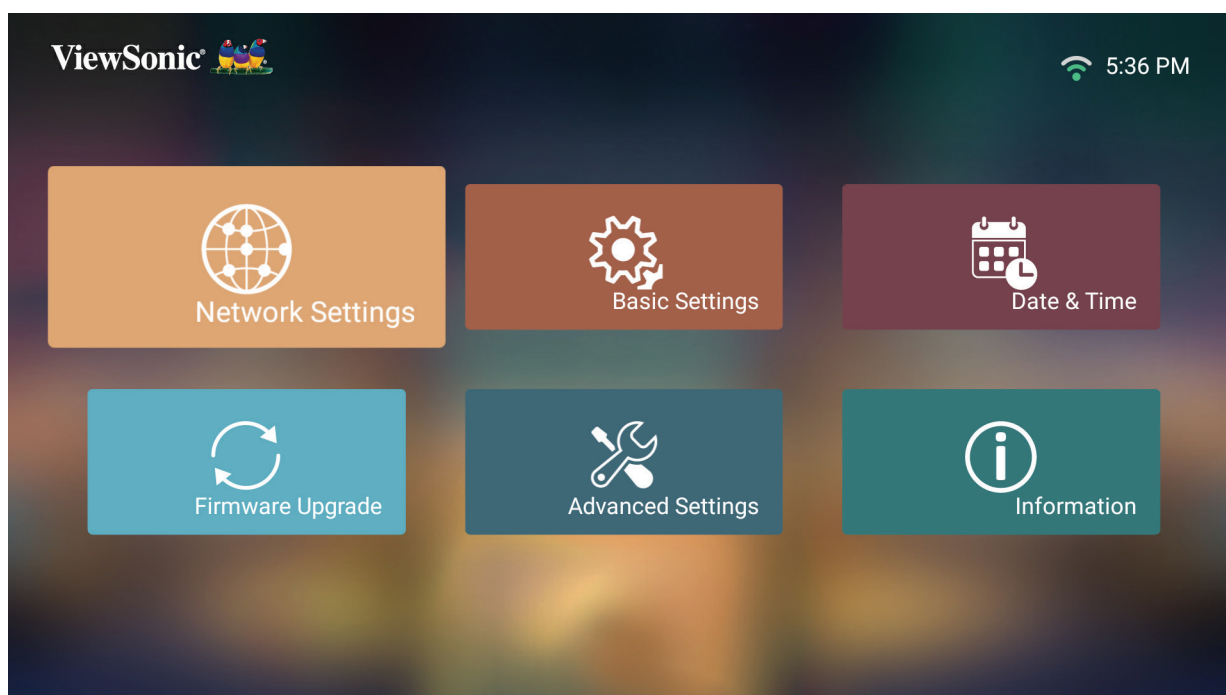 ViewSonic®
5:36 PM
Network Settings
Basic Settings
Date & Time
Firmware Upgrade
Advanced Settings
Information